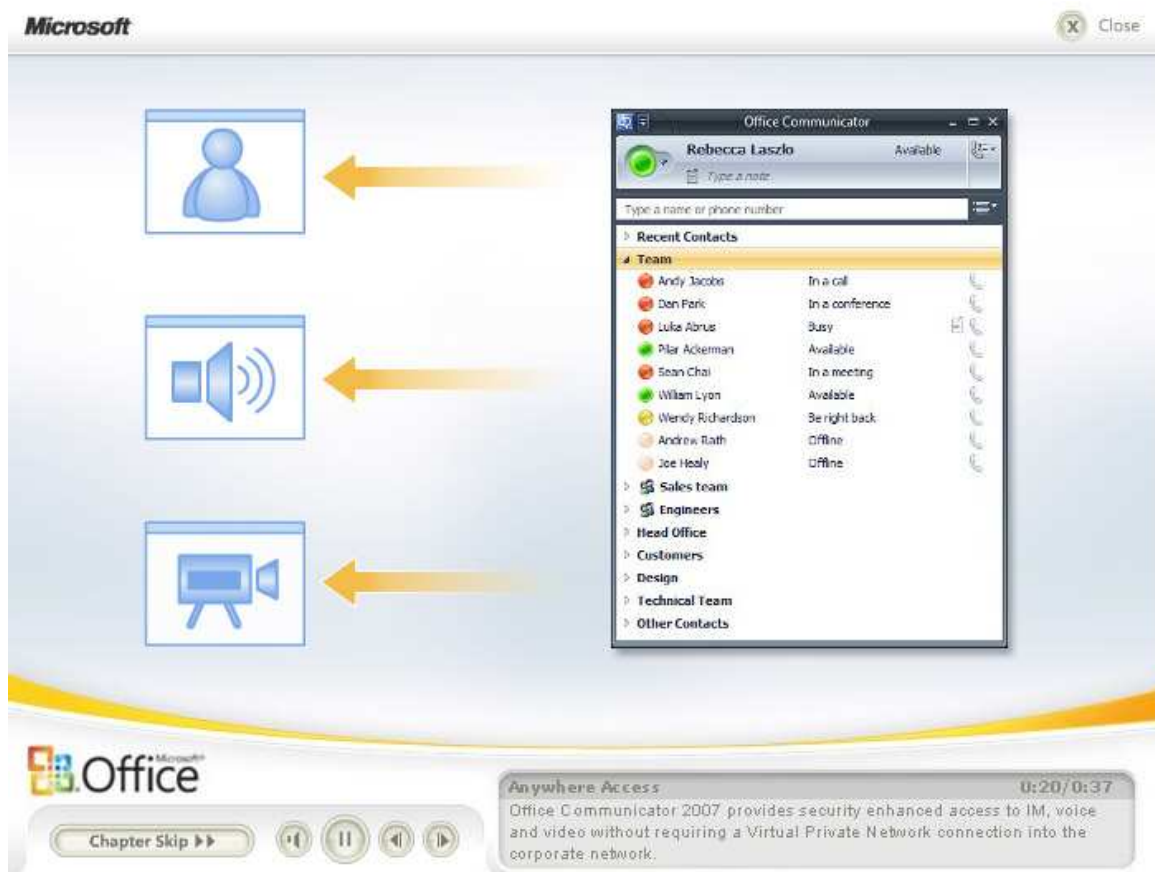 Microsoft
X Close
Office Communicator
Rebecca Laszlo Available
Type a note
Type a name or phone number
Recent Contacts
Team
Andy Jacobs In a call
Dan Park In a conference
Luka Abrus Busy
Pilar Ackerman Available
Sean Chai In a meeting
William Lyon Available
Wendy Richardson Be right back
Andrew Rath Offline
Joe Healy Offline
Sales team
Engineers
Head Office
Customers
Design
Technical Team
Other Contacts
Microsoft
Office
Chapter Skip
Anywhere Access 0:20/0:37
Office Communicator 2007 provides security enhanced access to IM, voice
and video without requiring a Virtual Private Network connection into the
corporate network.